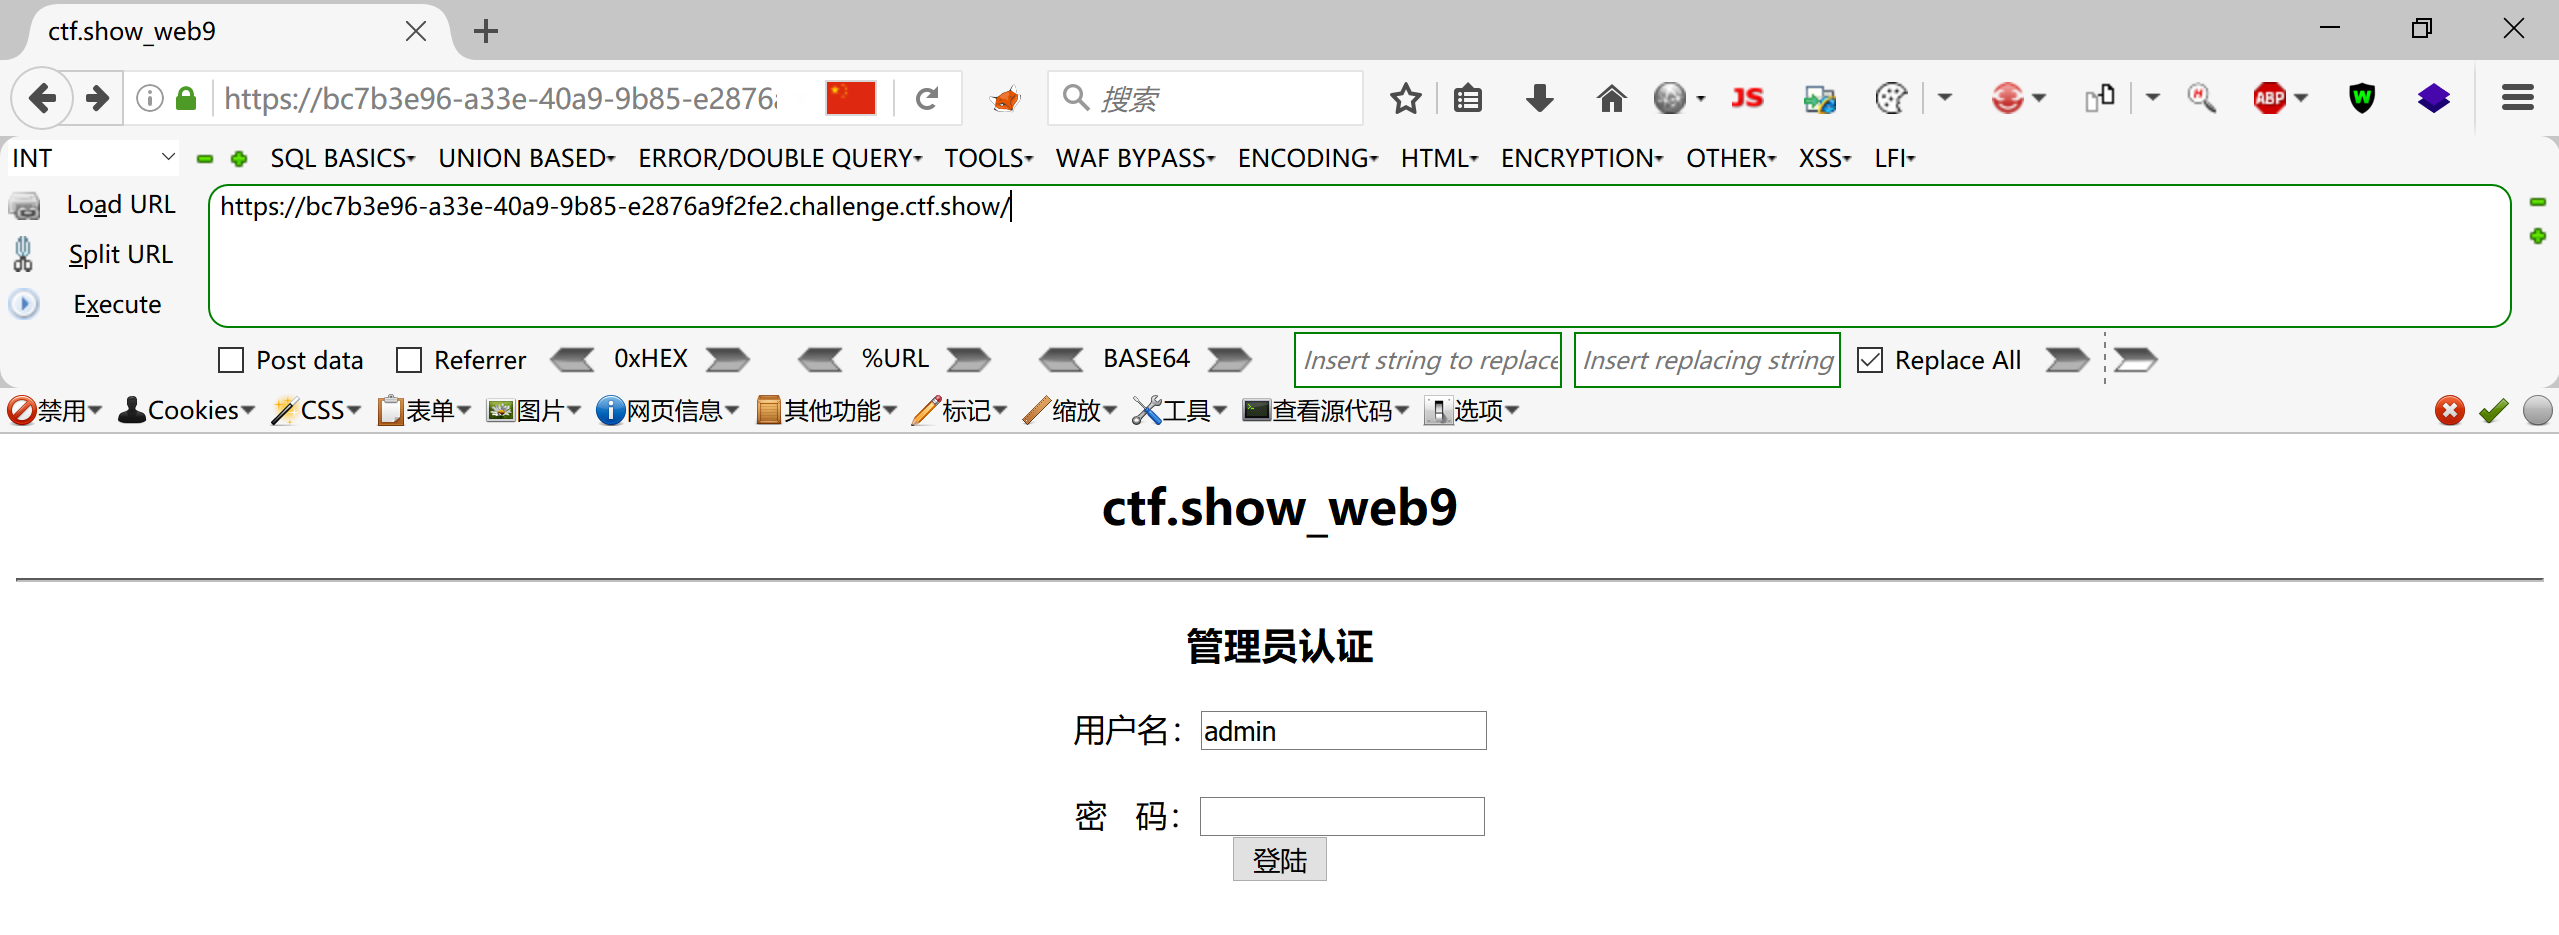 ctf.show_web9
https://bc7b3e96-a33e-40a9-9b85-e2876a
搜索
JS
ABP
W
INT
SQL BASICS
UNION BASED
ERROR/DOUBLE QUERY
TOOLS
WAF BYPASS
ENCODING
HTML
ENCRYPTION
OTHER
XSS
LFI
Load URL
https://bc7b3e96-a33e-40a9-9b85-e2876a9f2fe2.challenge.ctf.show/
Split URL
Execute
Post data
Referrer
0xHEX
%URL
BASE64
Insert string to replace
Insert replacing string
Replace All
禁用
Cookies
CSS
表单
图片
网页信息
其他功能
标记
缩放
工具
查看源代码
选项
ctf.show_web9
管理员认证
用户名：admin
密 码：
登陆